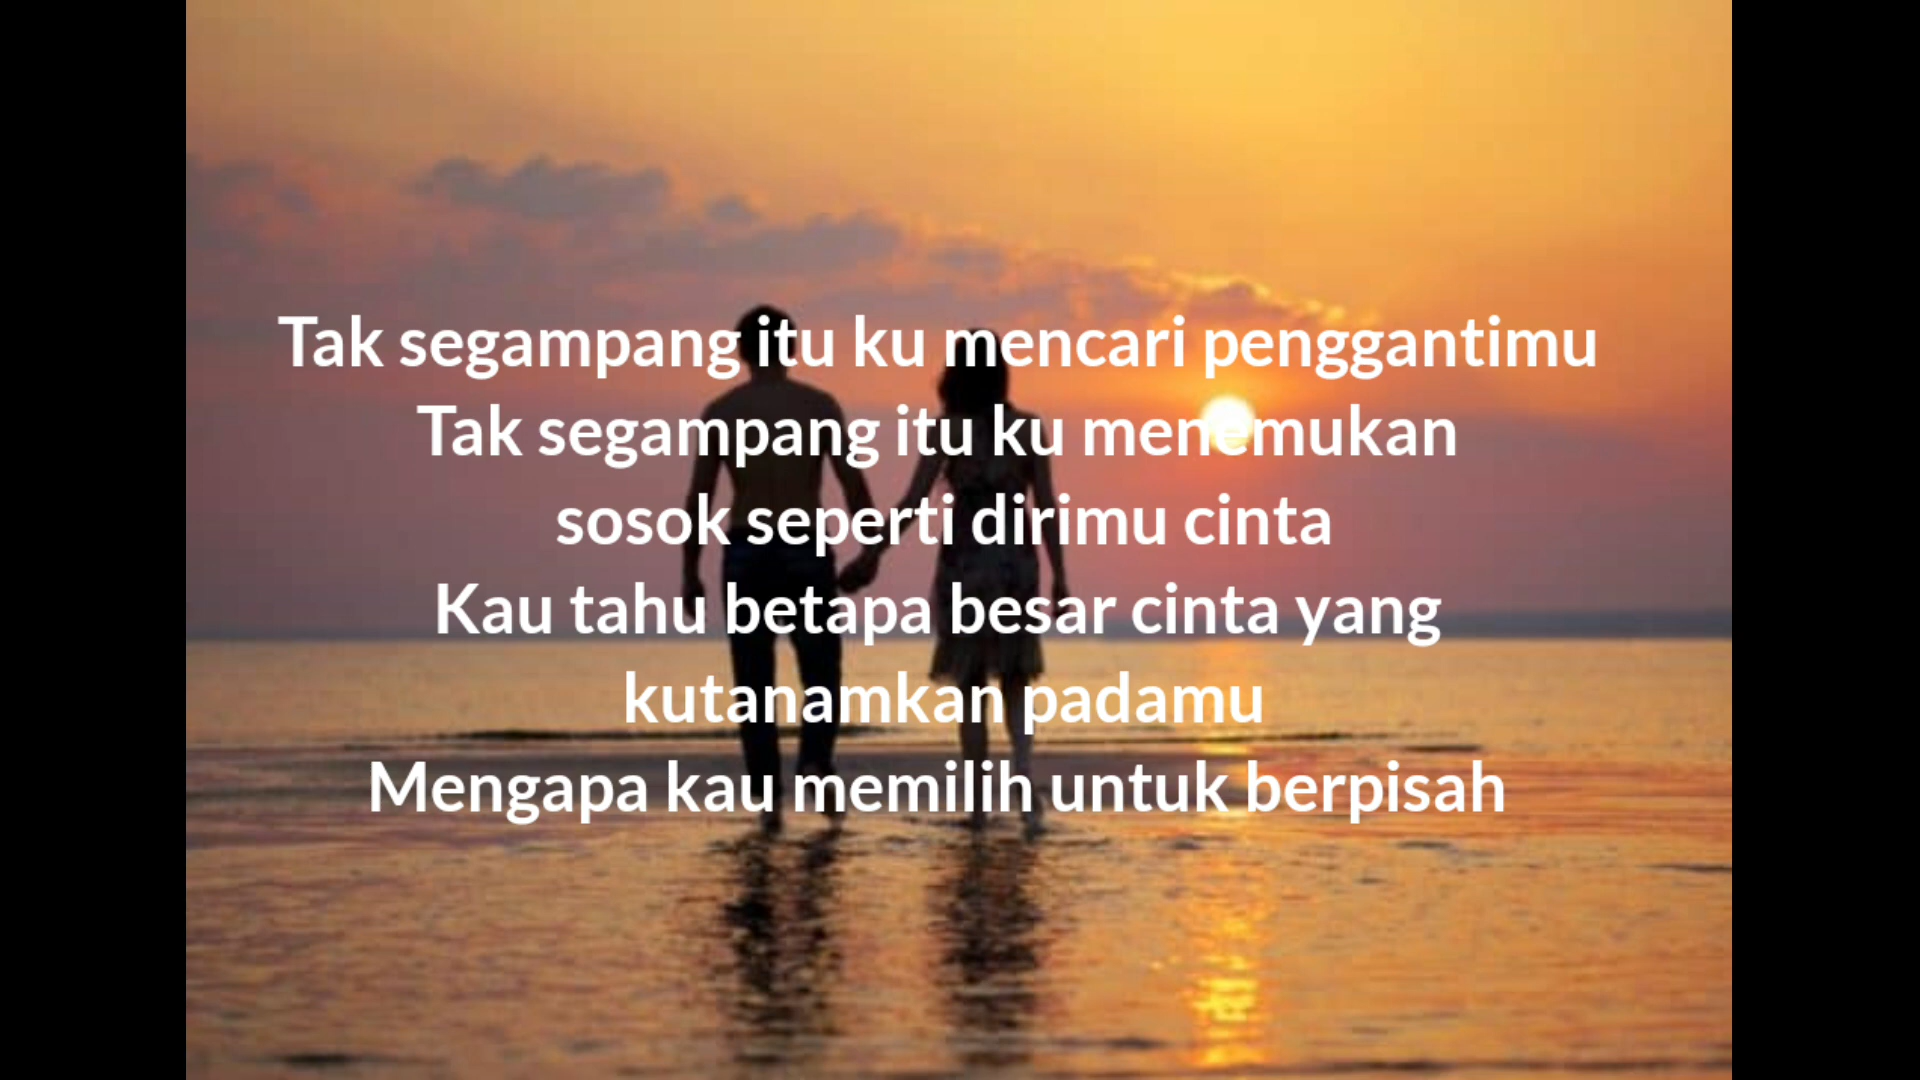 Tak segampang itu ku mencari penggantimu
Tak segampang itu ku menemukan
sosok seperti dirimu cinta
Kau tahu betapa besar cinta yang
kutanamkan padamu
Mengapa kau memilih untuk berpisah